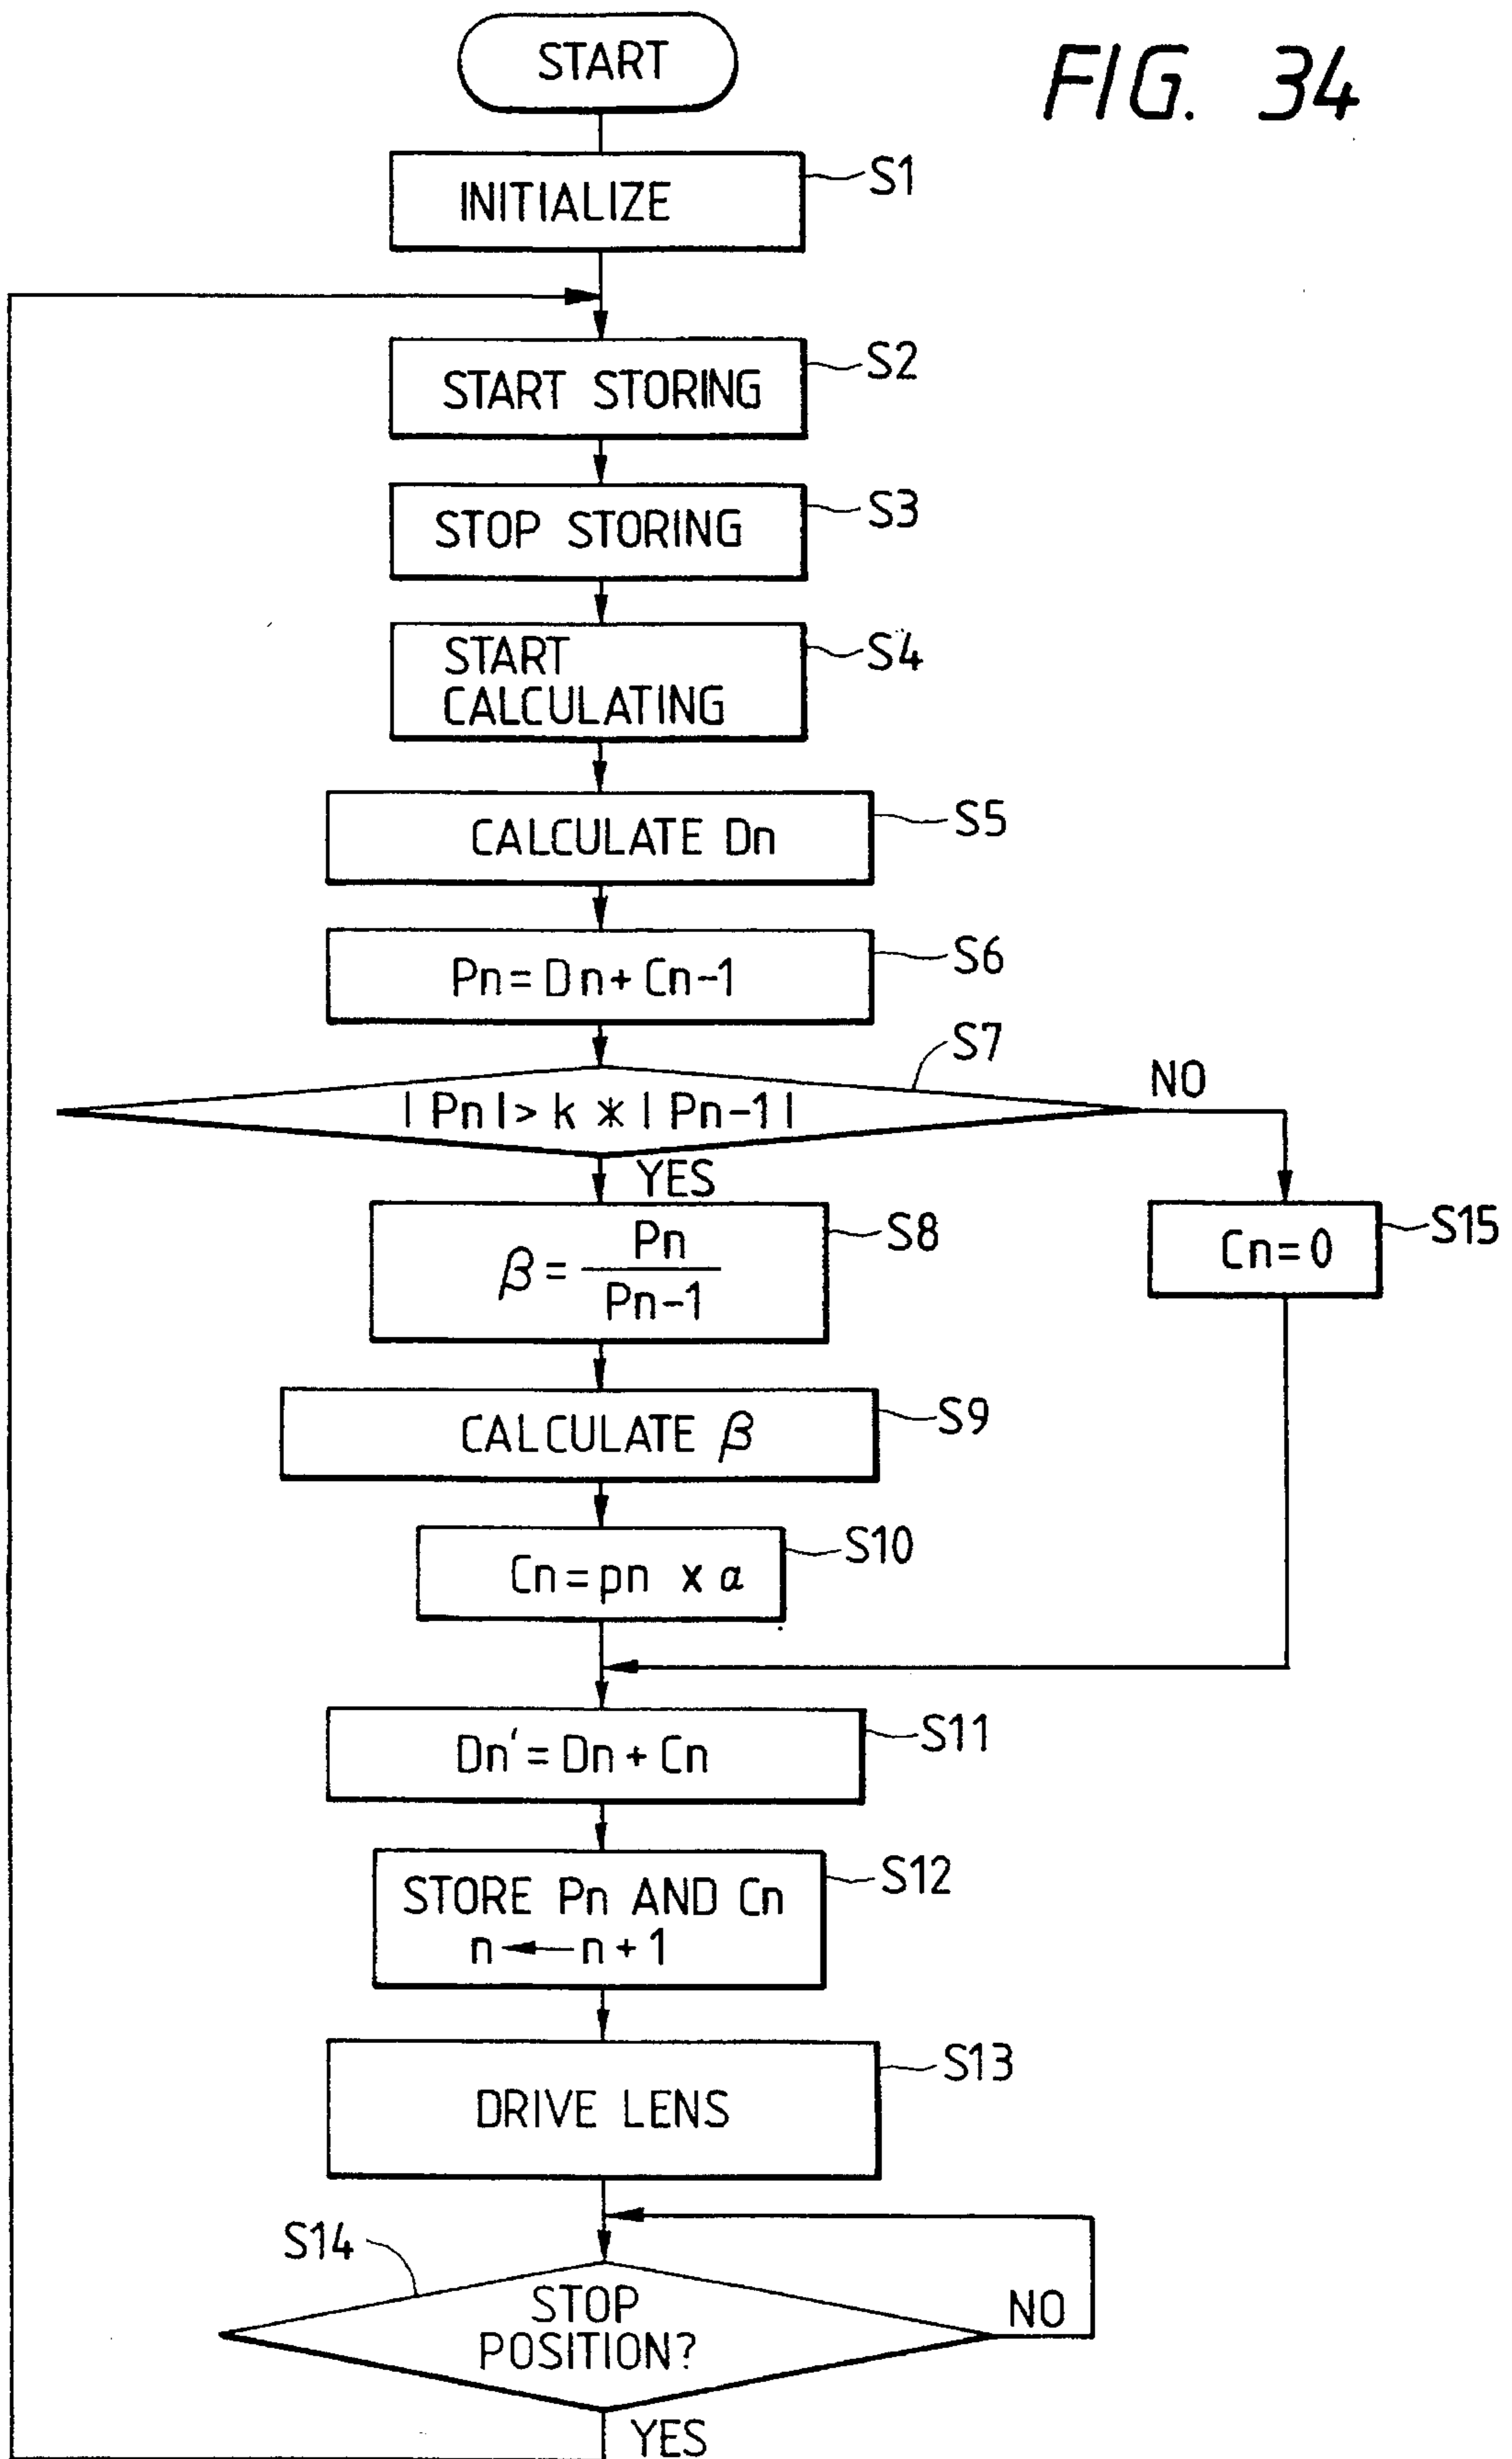 FIG. 34
START
INITIALIZE
S1
START STORING
S2
STOP STORING
S3
START
CALCULATING
S4
CALCULATE Dn
S5
Pn = Dn + Cn-1
S6
S7
| Pn | > k * | Pn-1 |
NO
YES
β = Pn / Pn-1
S8
Cn = 0
S15
CALCULATE β
S9
Cn = pn x α
S10
Dn' = Dn + Cn
S11
STORE Pn AND Cn
n ← n + 1
S12
DRIVE LENS
S13
S14
STOP
POSITION?
NO
YES